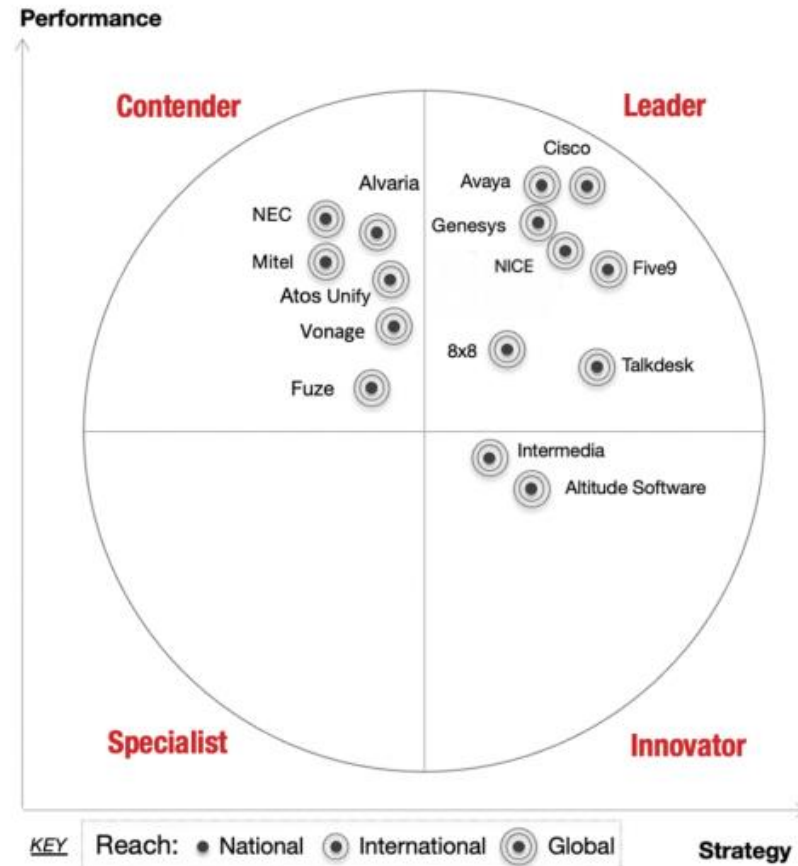 Performance
Contender
Leader
Cisco
Alvaria
Avaya
NEC
Genesys
Mitel
NICE
Five9
Atos Unify
Vonage
8x8
Talkdesk
Fuze
Intermedia
Altitude Software
Specialist
Innovator
KEY Reach: National International Global
Strategy